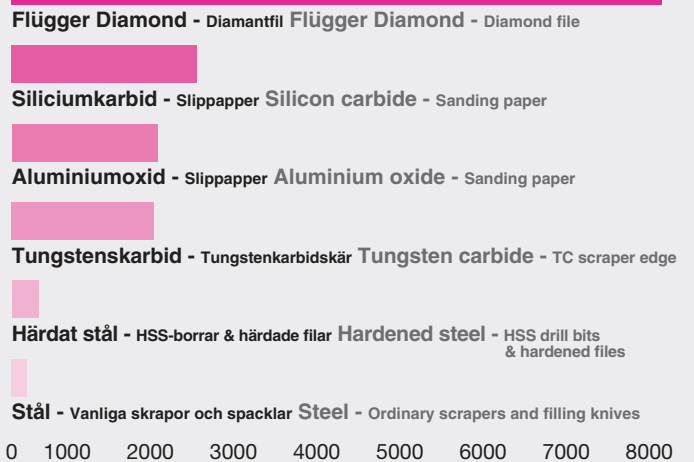 Flügger Diamond - Diamantfil Flügger Diamond - Diamond file
Siliciumkarbid - Slippapper Silicon carbide - Sanding paper
Aluminiumoxid - Slippapper Aluminium oxide - Sanding paper
Tungstenskarbid - Tungstenkarbidskär Tungsten carbide - TC scraper edge
Härdat stål - HSS-borrar & härdade filar Hardened steel - HSS drill bits
& hardened files
Stål - Vanliga skrapor och spacklar Steel - Ordinary scrapers and filling knives
0 1000 2000 3000 4000 5000 6000 7000 8000